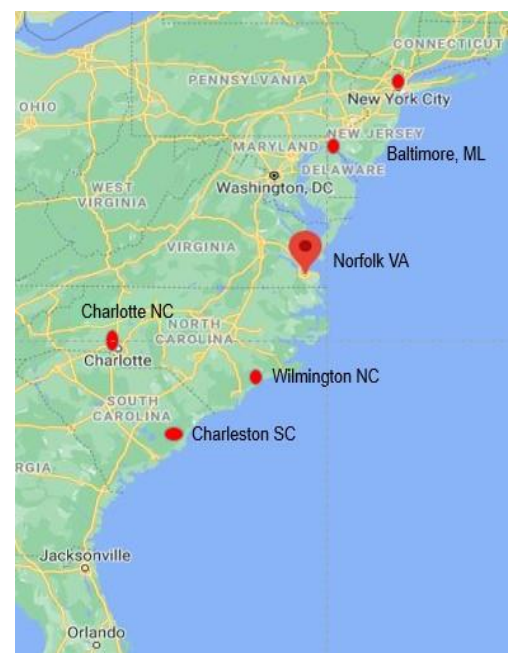 CONNECTICUT
PENNSYLVANIA
New York City
OHIO
NEW JERSEY
MARYLAND
Baltimore, ML
DELAWARE
WEST
VIRGINIA
Washington, DC
VIRGINIA
Norfolk VA
Charlotte NC
NORTH
CAROLINA
Charlotte
Wilmington NC
SOUTH
CAROLINA
Charleston SC
RGIA
Jacksonville
Orlando